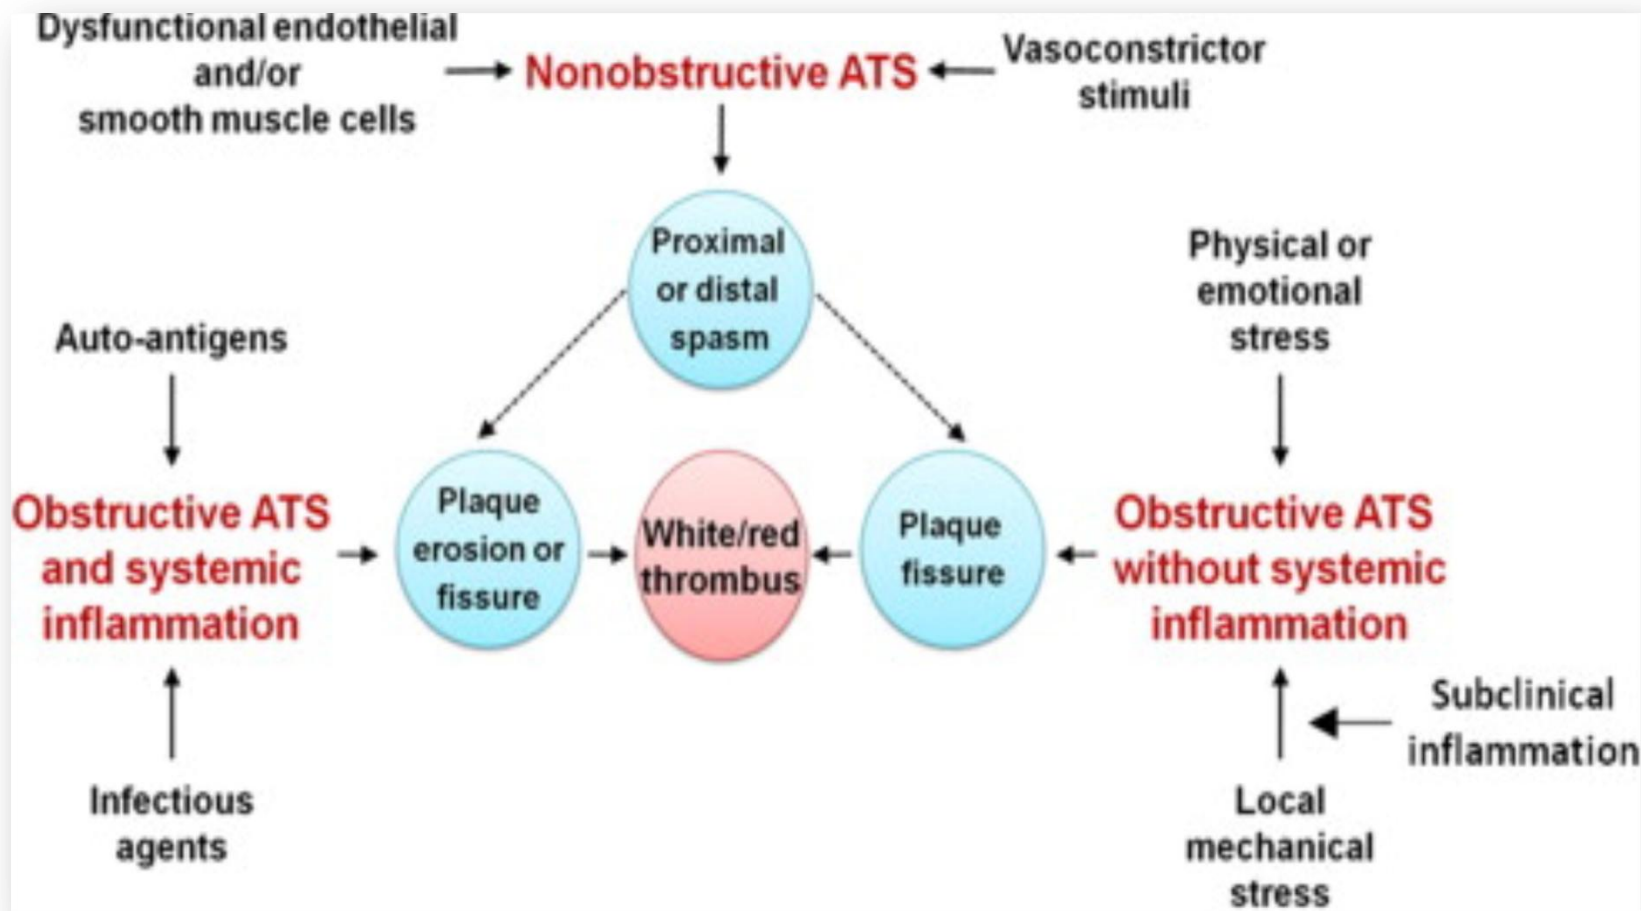 Dysfunctional endothelial
and/or
smooth muscle cells
Nonobstructive ATS
Vasoconstrictor
stimuli
Proximal
or distal
spasm
Physical or
emotional
stress
Auto-antigens
Obstructive ATS
and systemic
inflammation
Plaque
erosion or
fissure
White/red
thrombus
Plaque
fissure
Obstructive ATS
without systemic
inflammation
Subclinical
inflammation
Infectious
agents
Local
mechanical
stress